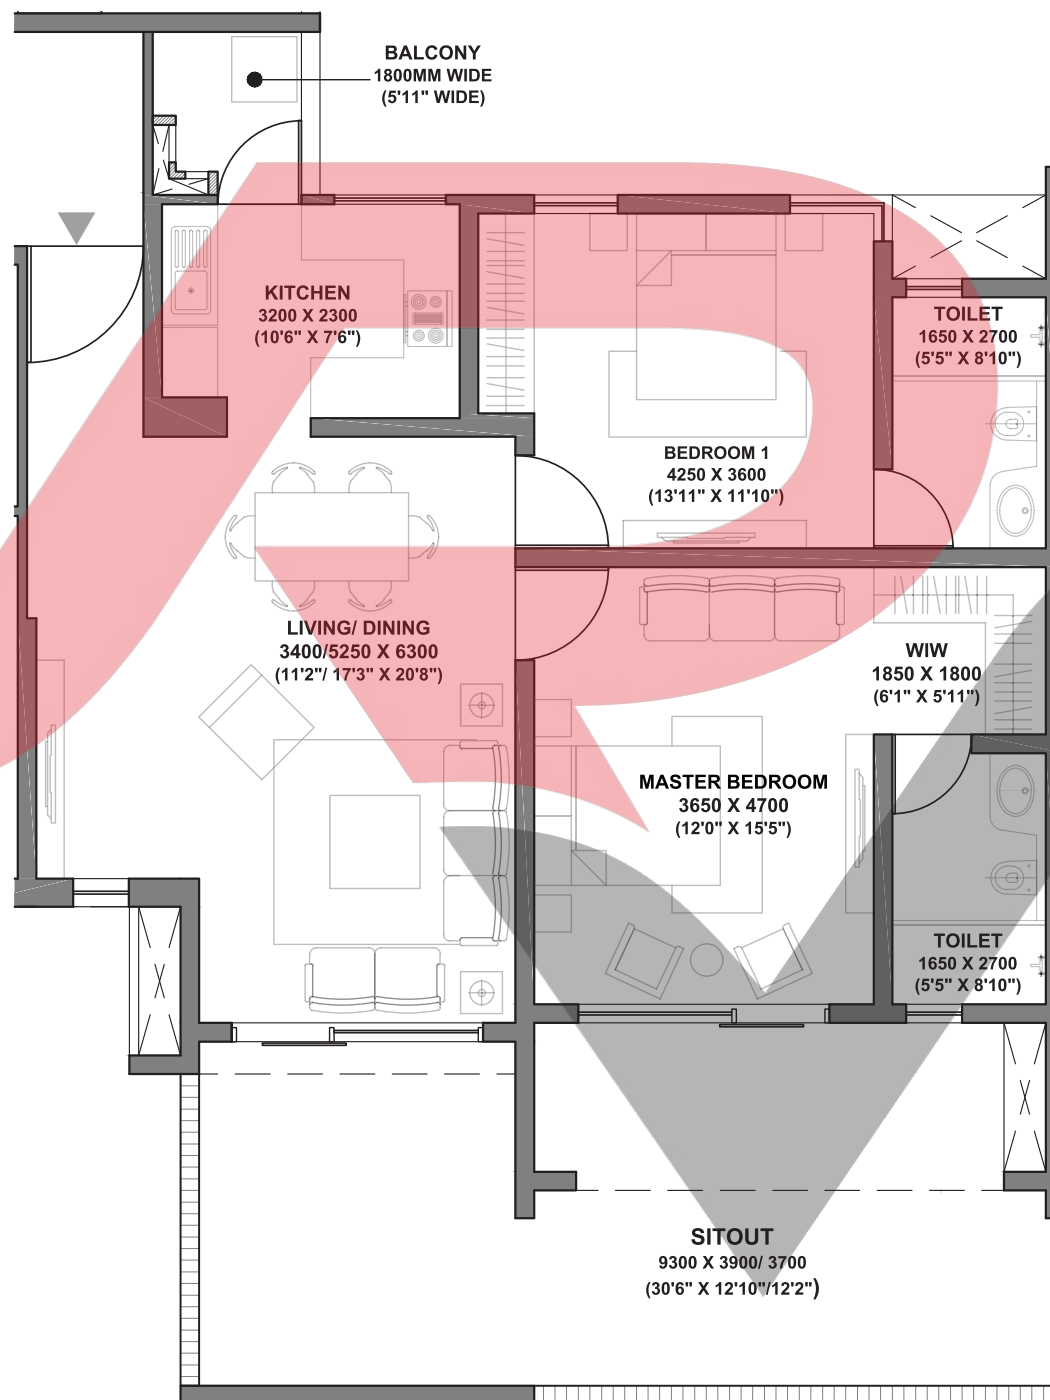 BALCONY
1800MM WIDE
(5'11" WIDE)
KITCHEN
3200 X 2300
(10'6" X 7'6")
TOILET
1650 X 2700
(5'5" X 8'10")
BEDROOM 1
4250 X 3600
(13'11" X 11'10")
LIVING/ DINING
3400/5250 X 6300
(11'2"/ 17'3" X 20'8")
WIW
1850 X 1800
(6'1" X 5'11")
MASTER BEDROOM
3650 X 4700
(12'0" X 15'5")
TOILET
1650 X 2700
(5'5" X 8'10")
SITOUT
9300 X 3900/ 3700
(30'6" X 12'10"/12'2")